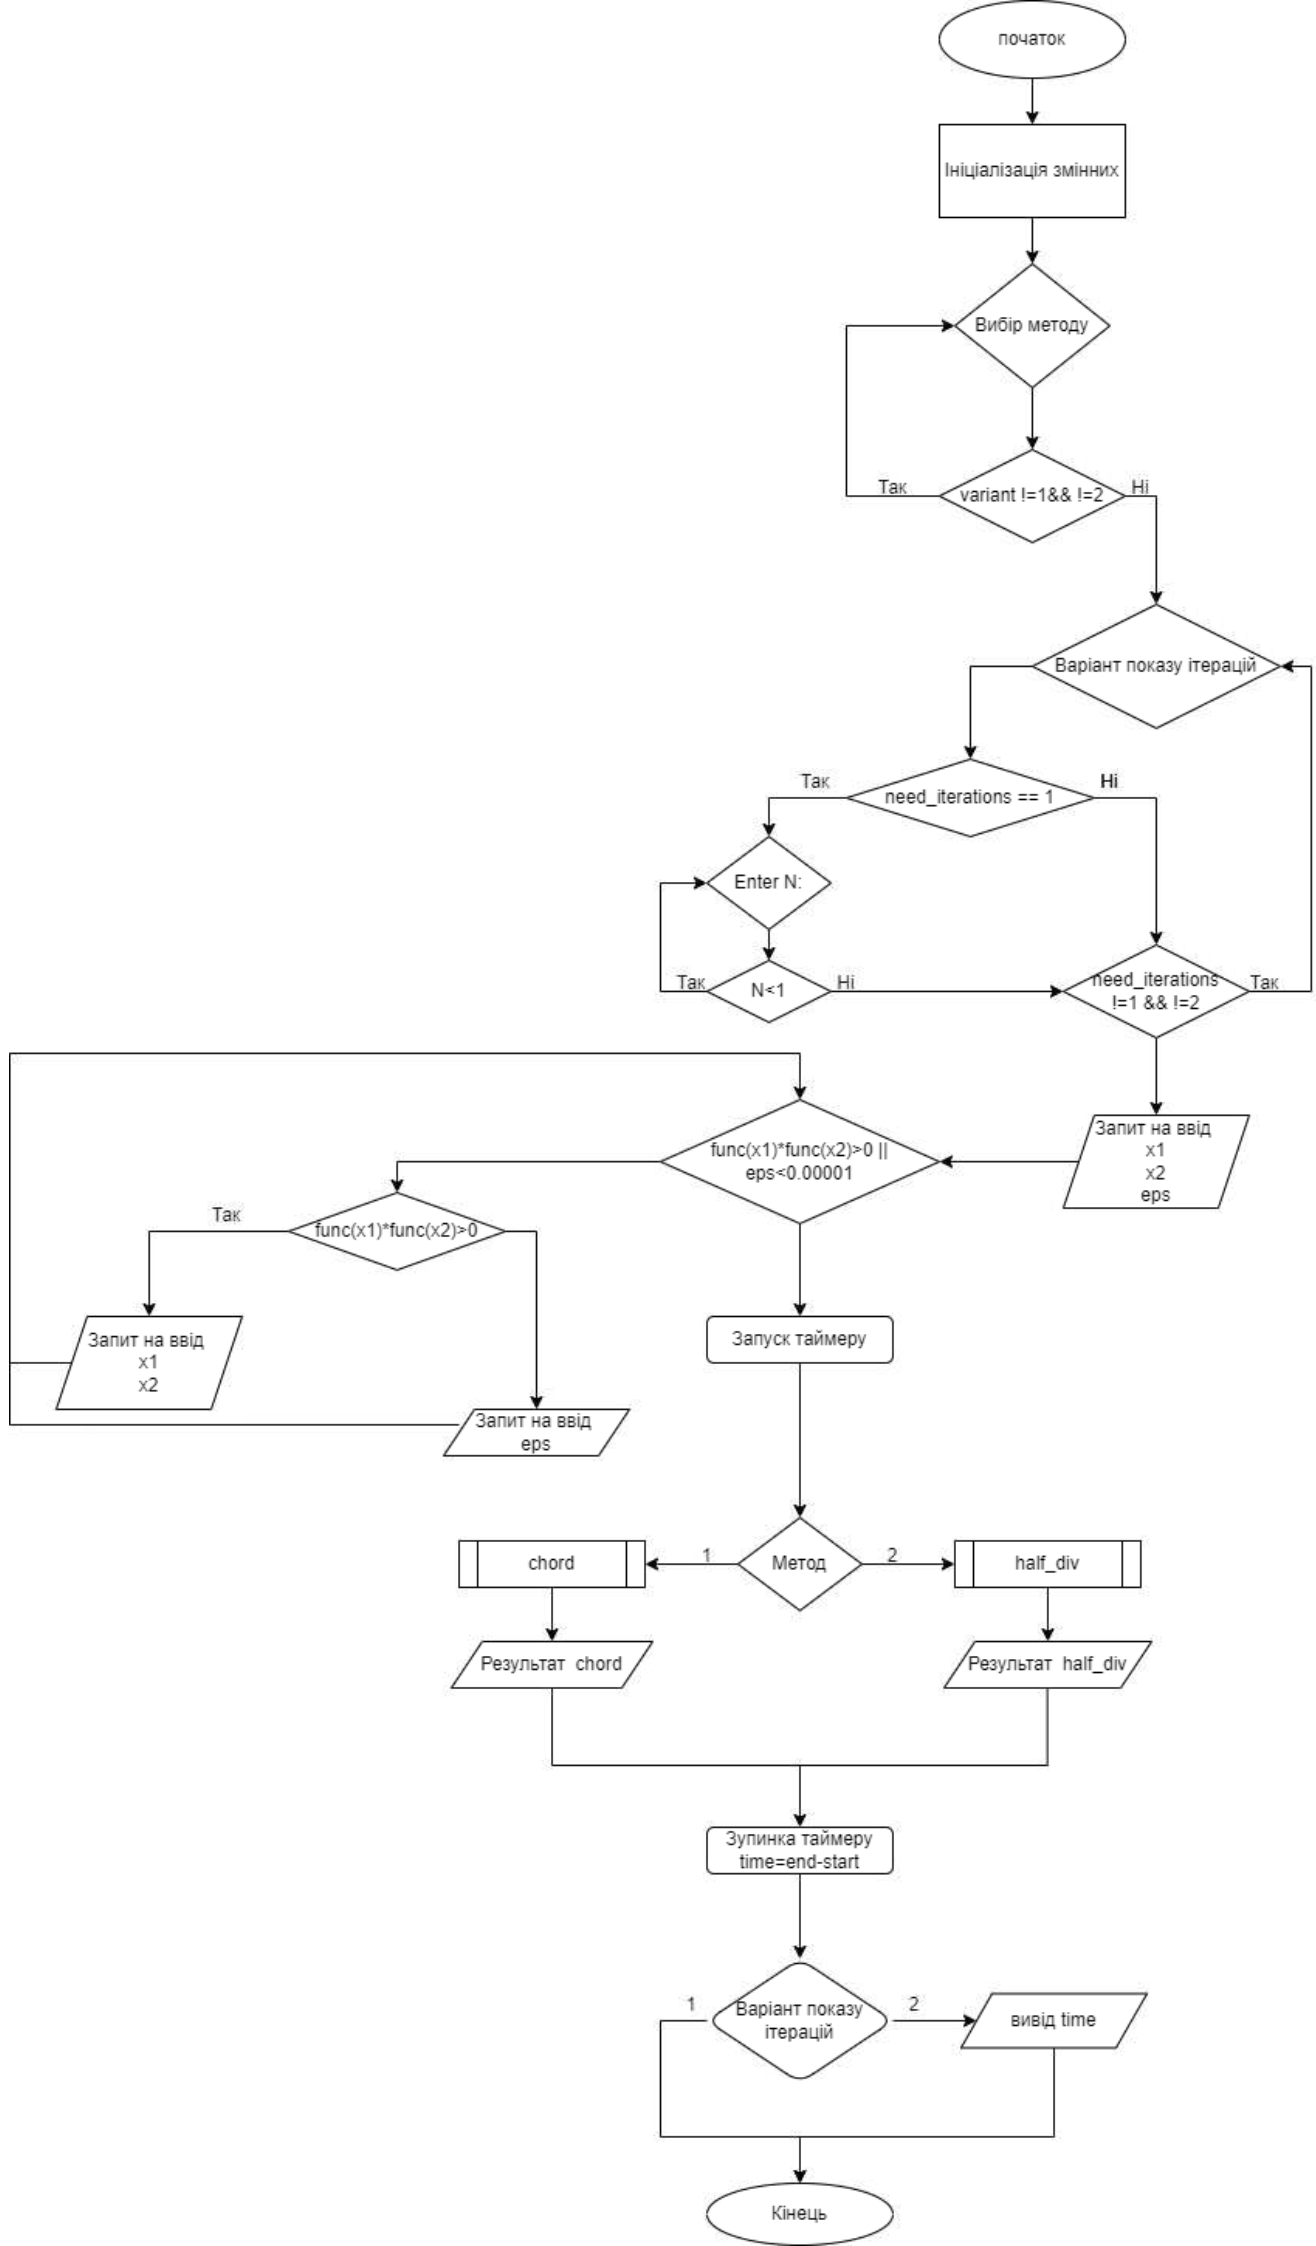 початок
Ініціалізація змінних
Вибір методу
Так
variant !=1&& !=2
Ні
Варіант показу ітерацій
Так
need_iterations == 1
Ні
Enter N:
Так
N<1
Ні
need_iterations
!=1 && !=2
Так
Запит на ввід
x1
x2
eps
func(x1)*func(x2)>0 ||
eps<0.00001
Так
func(x1)*func(x2)>0
Запит на ввід
x1
x2
Запуск таймеру
Запит на ввід
eps
chord
1
Метод
2
half_div
Результат chord
Результат half_div
Зупинка таймеру
time=end-start
1
Варіант показу
ітерацій
2
вивід time
Кінець